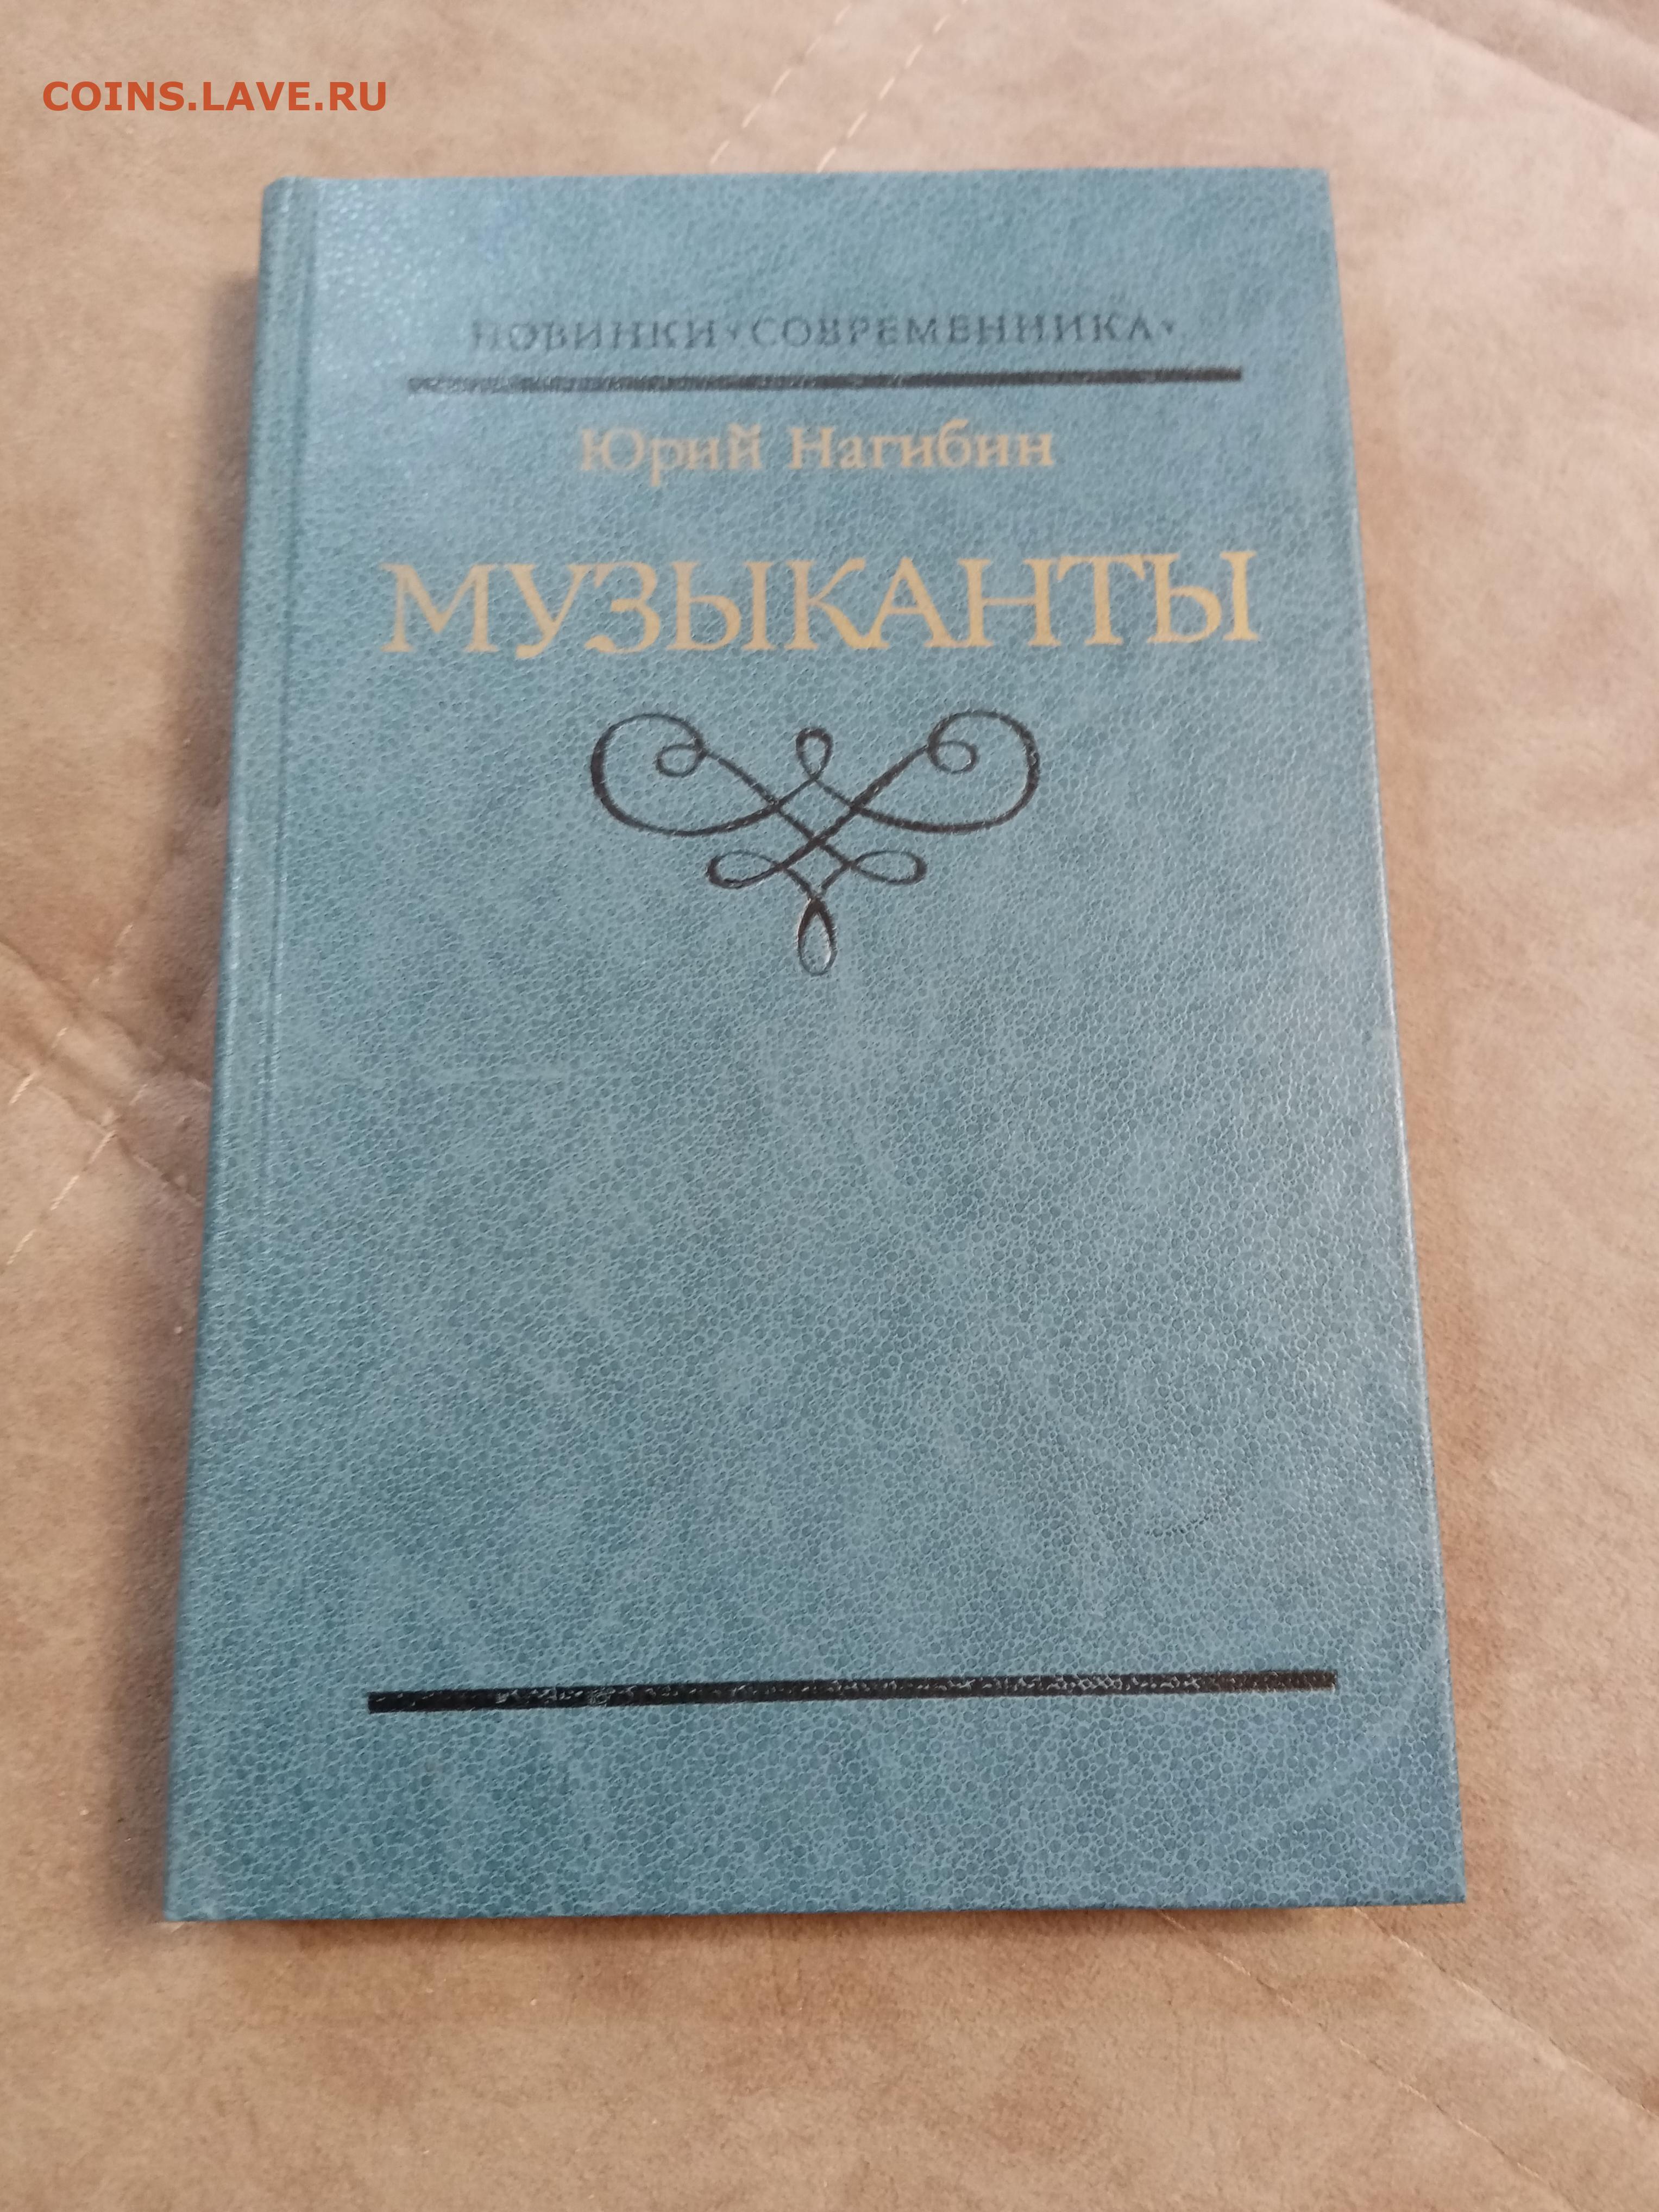 COINS.LAVE.RU
НОВИНКИ «СОВРЕМЕННИКА»
Юрий Нагибин
МУЗЫКАНТЫ